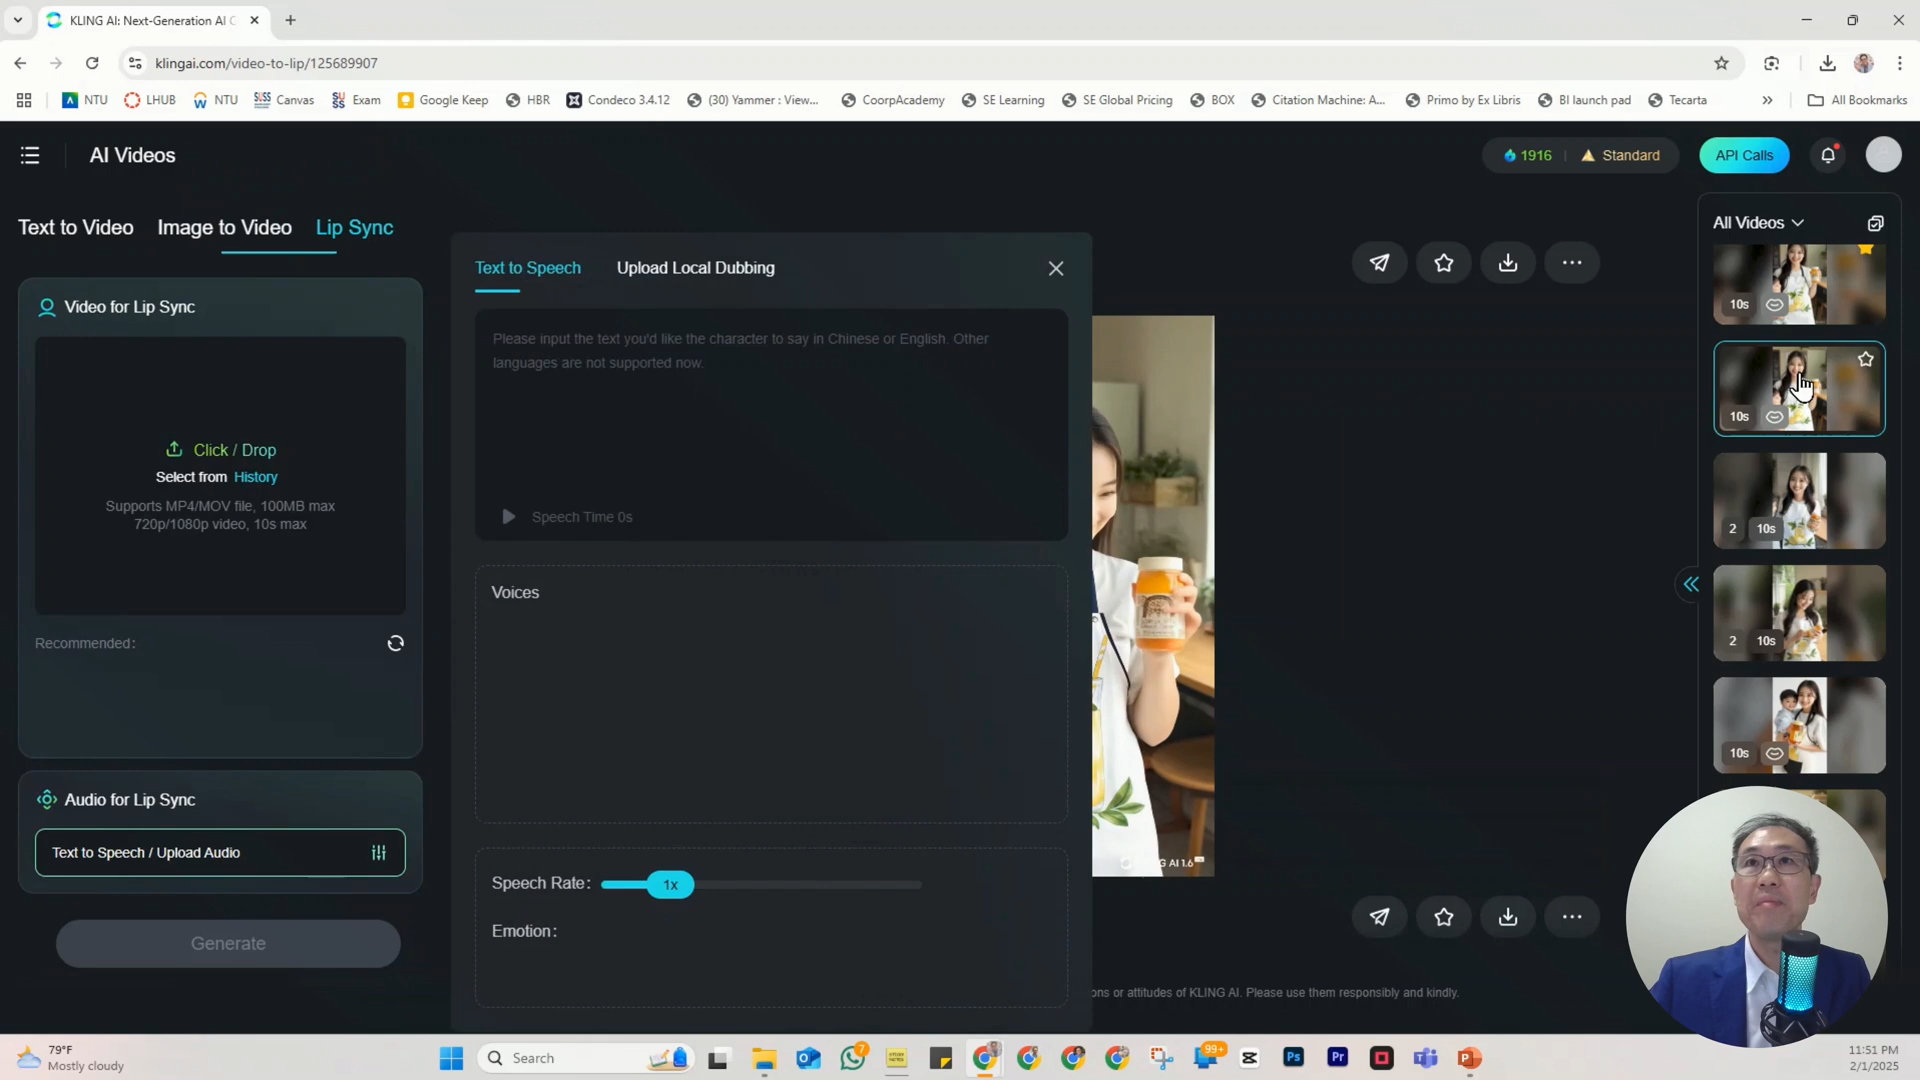 KLING AI: Next-Generation AI C
klingai.com/video-to-lip/125689907
NTU
LHUB
NTU
Canvas
Exam
Google Keep
HBR
Condeco 3.4.12
(30) Yammer : View...
CoorpAcademy
SE Learning
SE Global Pricing
BOX
Citation Machine: A...
Primo by Ex Libris
BI launch pad
Tecarta
All Bookmarks
AI Videos
1916
Standard
API Calls
Text to Video
Image to Video
Lip Sync
Video for Lip Sync
Click / Drop
Select from History
Supports MP4/MOV file, 100MB max
720p/1080p video, 10s max
Recommended:
Audio for Lip Sync
Text to Speech / Upload Audio
Generate
Text to Speech
Upload Local Dubbing
Please input the text you'd like the character to say in Chinese or English. Other
languages are not supported now.
Speech Time 0s
Voices
Speech Rate:
1x
Emotion:
G AI 1.6
ons or attitudes of KLING AI. Please use them responsibly and kindly.
All Videos
10s
10s
2 10s
2 10s
10s
79°F
Mostly cloudy
Search
7
99+
Ps
Pr
11:51 PM
2/1/2025